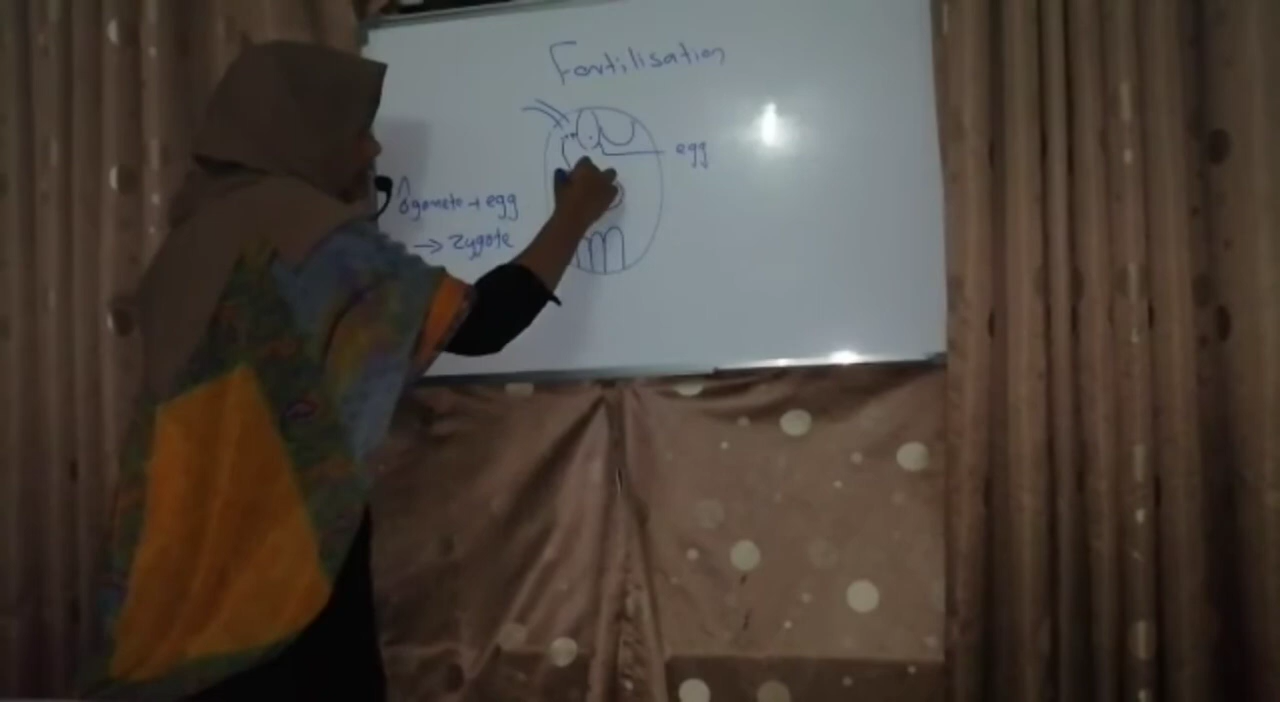 Fertilisation
egg
♂gamete + egg
→ zygote